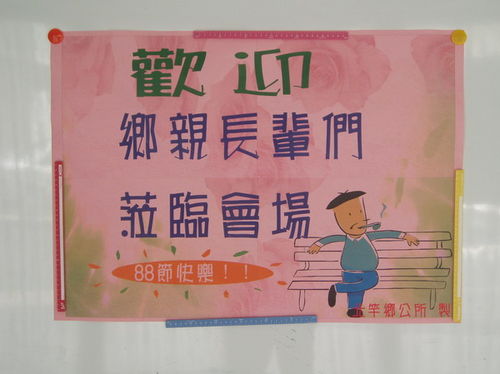 歡迎
鄉親長輩們
蒞臨會場
88節快樂！！
竿鄉公所 製